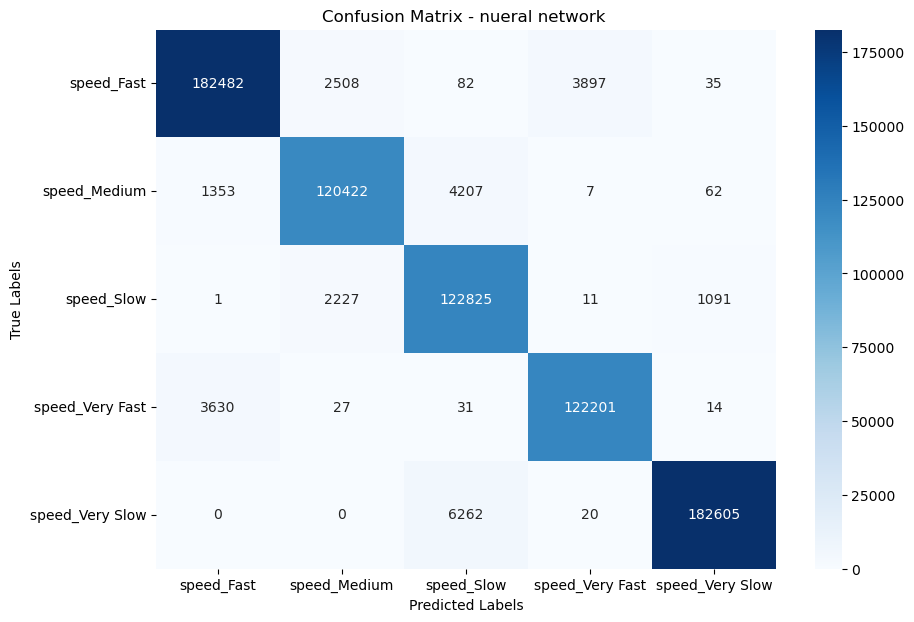 Confusion Matrix - nueral network
speed_Fast 182482 2508 82 3897 35
speed_Medium 1353 120422 4207 7 62
speed_Slow 1 2227 122825 11 1091
speed_Very Fast 3630 27 31 122201 14
speed_Very Slow 0 0 6262 20 182605
speed_Fast speed_Medium speed_Slow speed_Very Fast speed_Very Slow
Predicted Labels
True Labels
175000
150000
125000
100000
75000
50000
25000
0